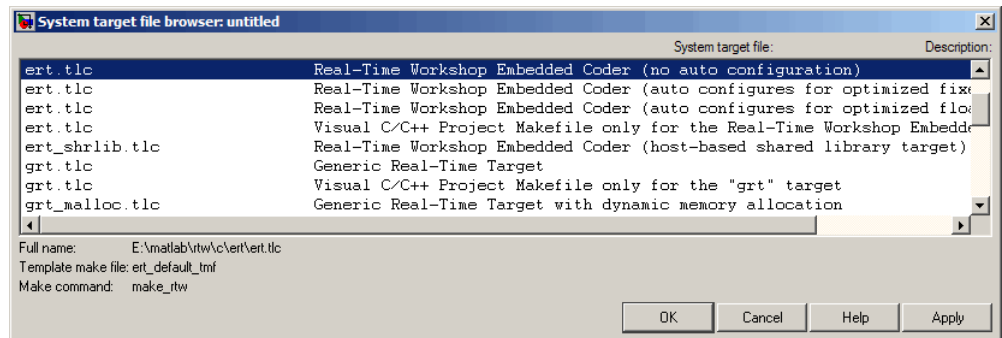 System target file browser: untitled
System target file: Description:
ert.tlc Real-Time Workshop Embedded Coder (no auto configuration)
ert.tlc Real-Time Workshop Embedded Coder (auto configures for optimized fixe
ert.tlc Real-Time Workshop Embedded Coder (auto configures for optimized floa
ert.tlc Visual C/C++ Project Makefile only for the Real-Time Workshop Embedde
ert_shrlib.tlc Real-Time Workshop Embedded Coder (host-based shared library target)
grt.tlc Generic Real-Time Target
grt.tlc Visual C/C++ Project Makefile only for the "grt" target
grt_malloc.tlc Generic Real-Time Target with dynamic memory allocation
Full name: E:\matlab\rtw\c\ert\ert.tlc
Template make file: ert_default_tmf
Make command: make_rtw
OK Cancel Help Apply